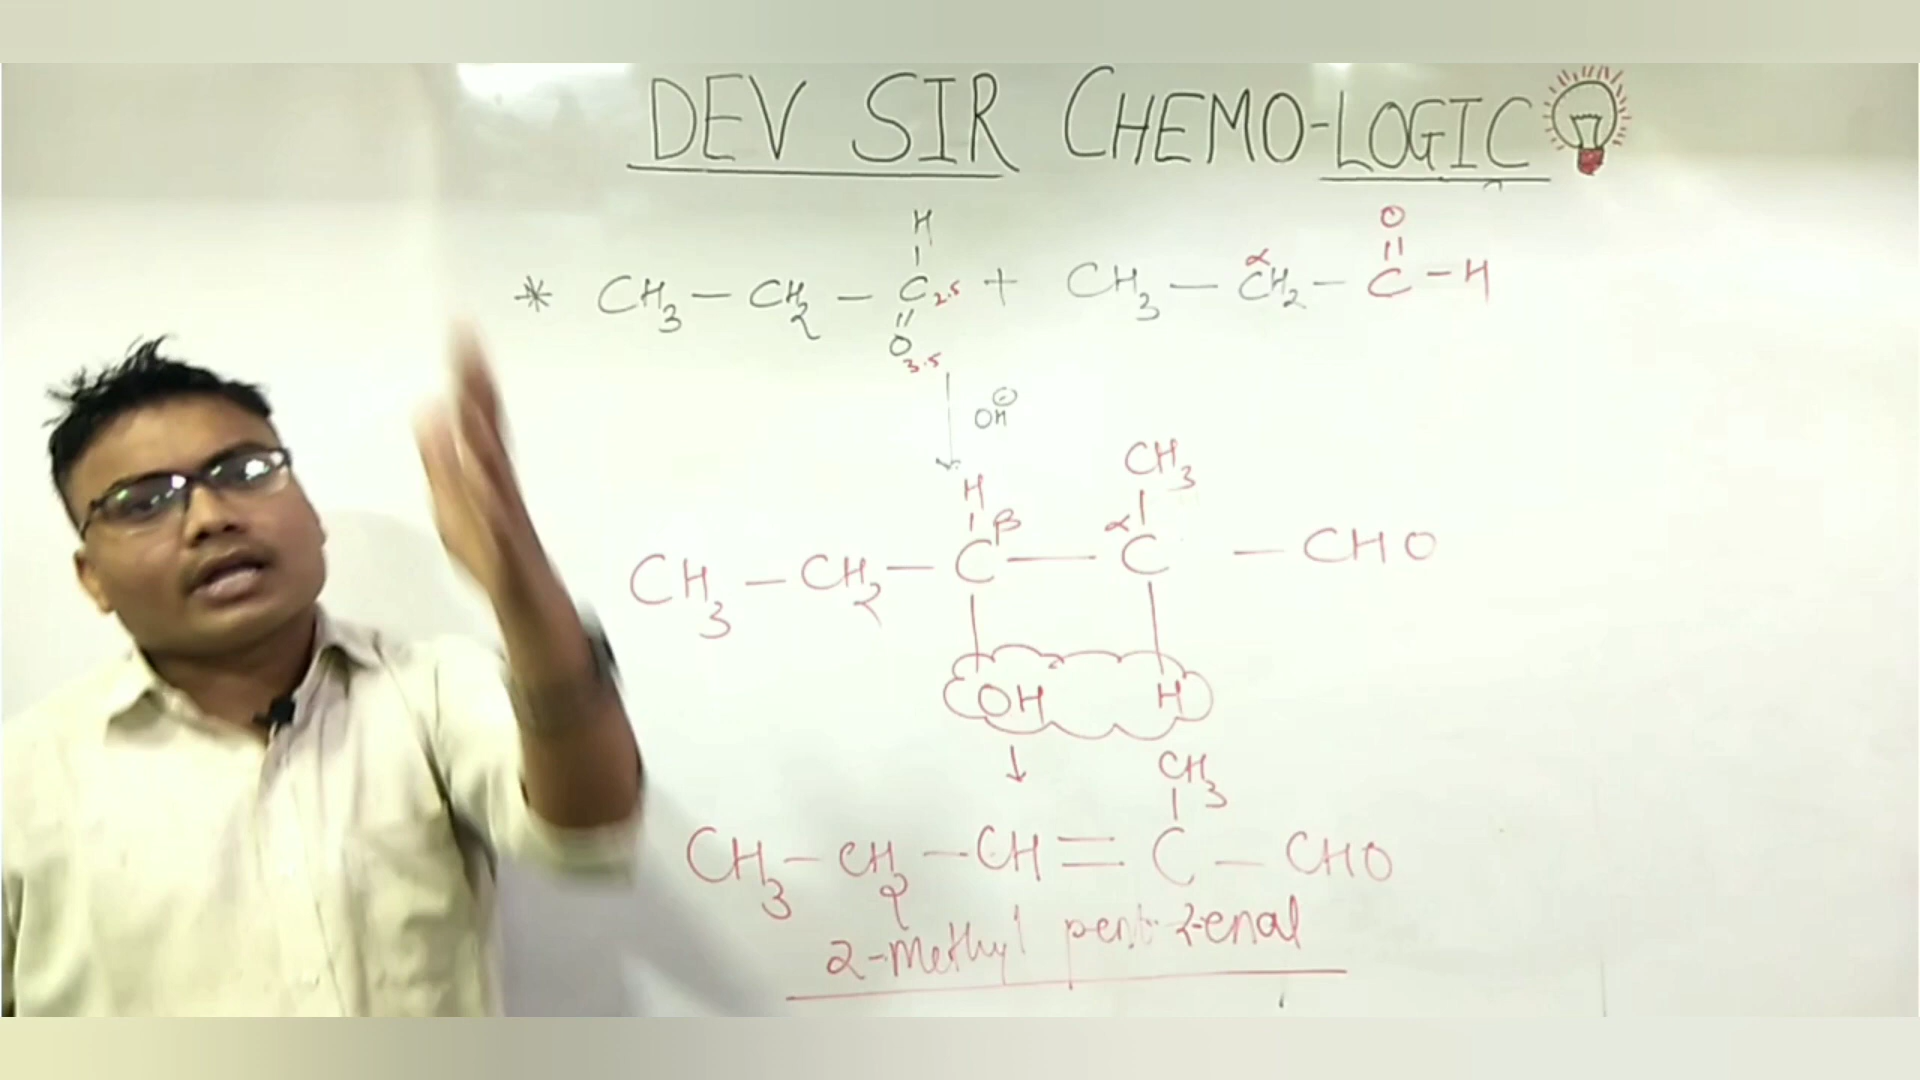 DEV SIR CHEMO-LOGIC
H
|
* CH3 — CH2 — C2.5 + CH3 — CH2 — C — H
α
O
||
||
O3.5
↓ OH⊖
CH3
H
β α
CH3 — CH2 — C — C — CHO
OH H
↓
CH3
|
CH3 — CH2 — CH = C — CHO
2-Methyl pent-2-enal